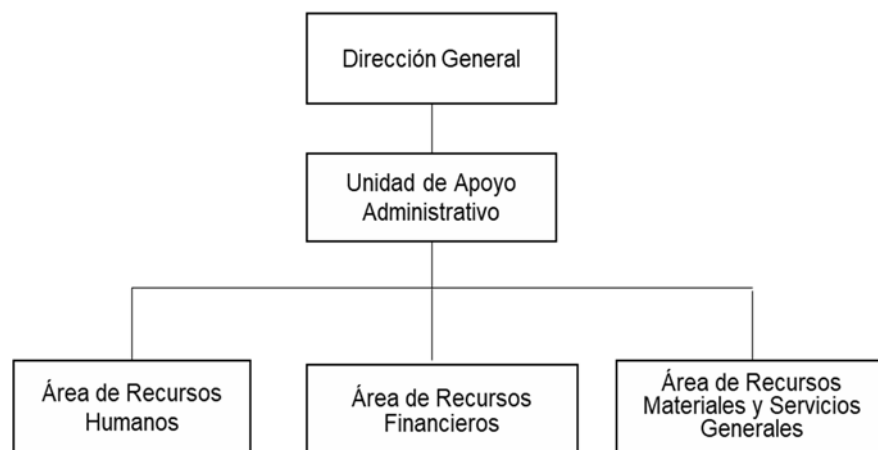 Dirección General
Unidad de Apoyo
Administrativo
Área de Recursos
Humanos
Área de Recursos
Financieros
Área de Recursos
Materiales y Servicios
Generales